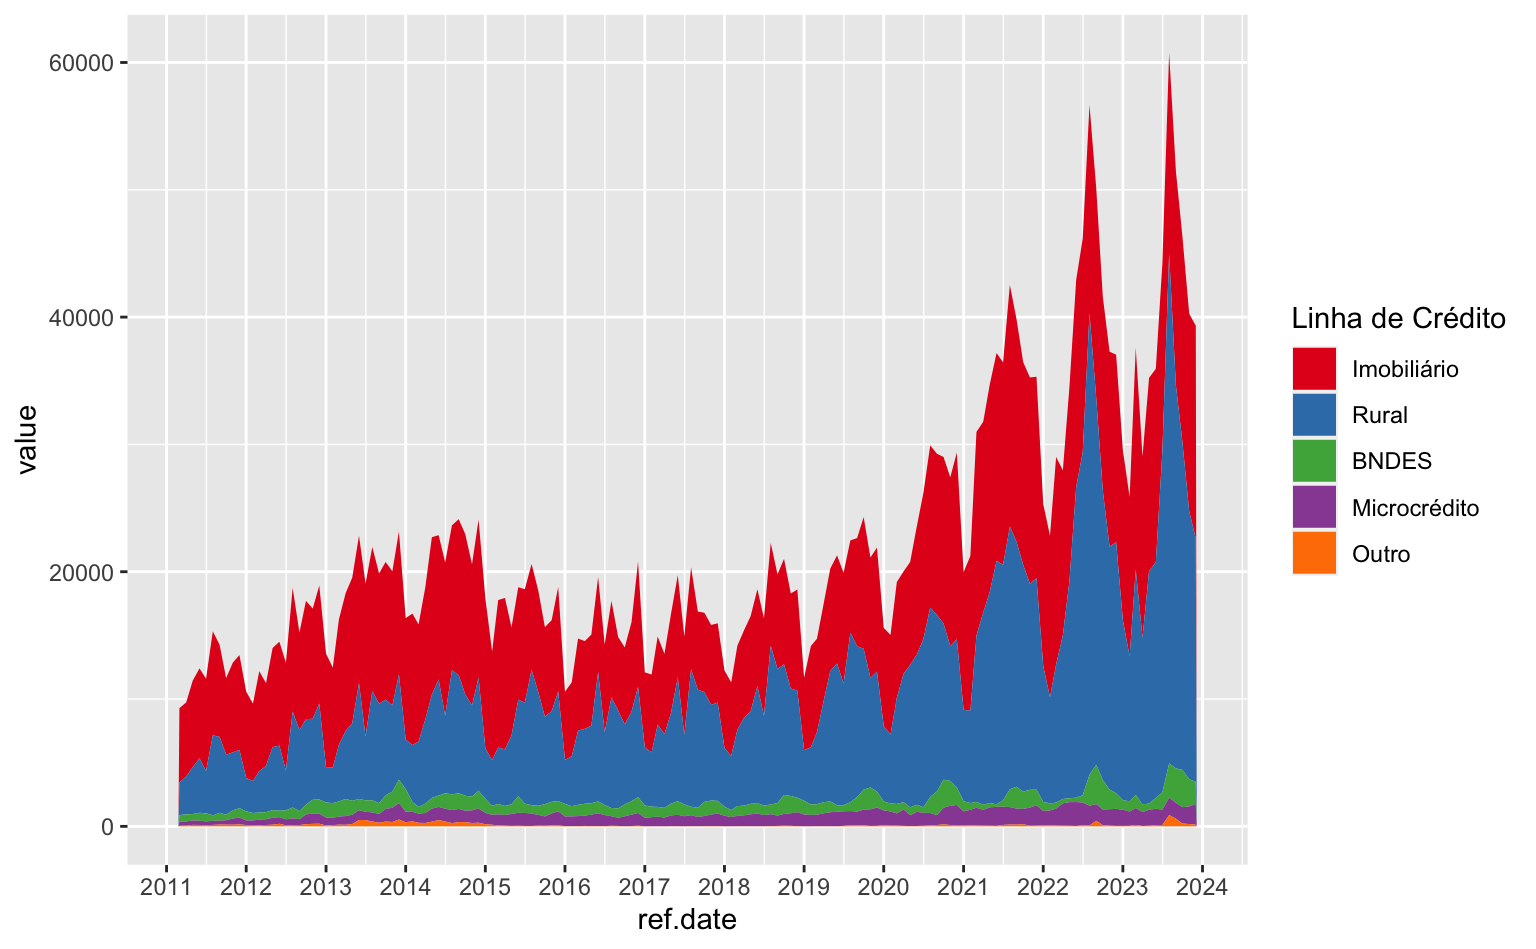 60000
40000
20000
0
value
2011 2012 2013 2014 2015 2016 2017 2018 2019 2020 2021 2022 2023 2024
ref.date
Linha de Crédito
Imobiliário
Rural
BNDES
Microcrédito
Outro